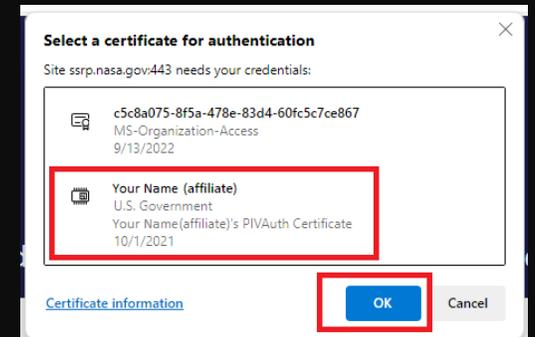 Select a certificate for authentication
Site ssrp.nasa.gov:443 needs your credentials:
c5c8a075-8f5a-478e-83d4-60fc5c7ce867
MS-Organization-Access
9/13/2022
Your Name (affiliate)
U.S. Government
Your Name(affiliate)'s PIVAuth Certificate
10/1/2021
Certificate information
OK
Cancel